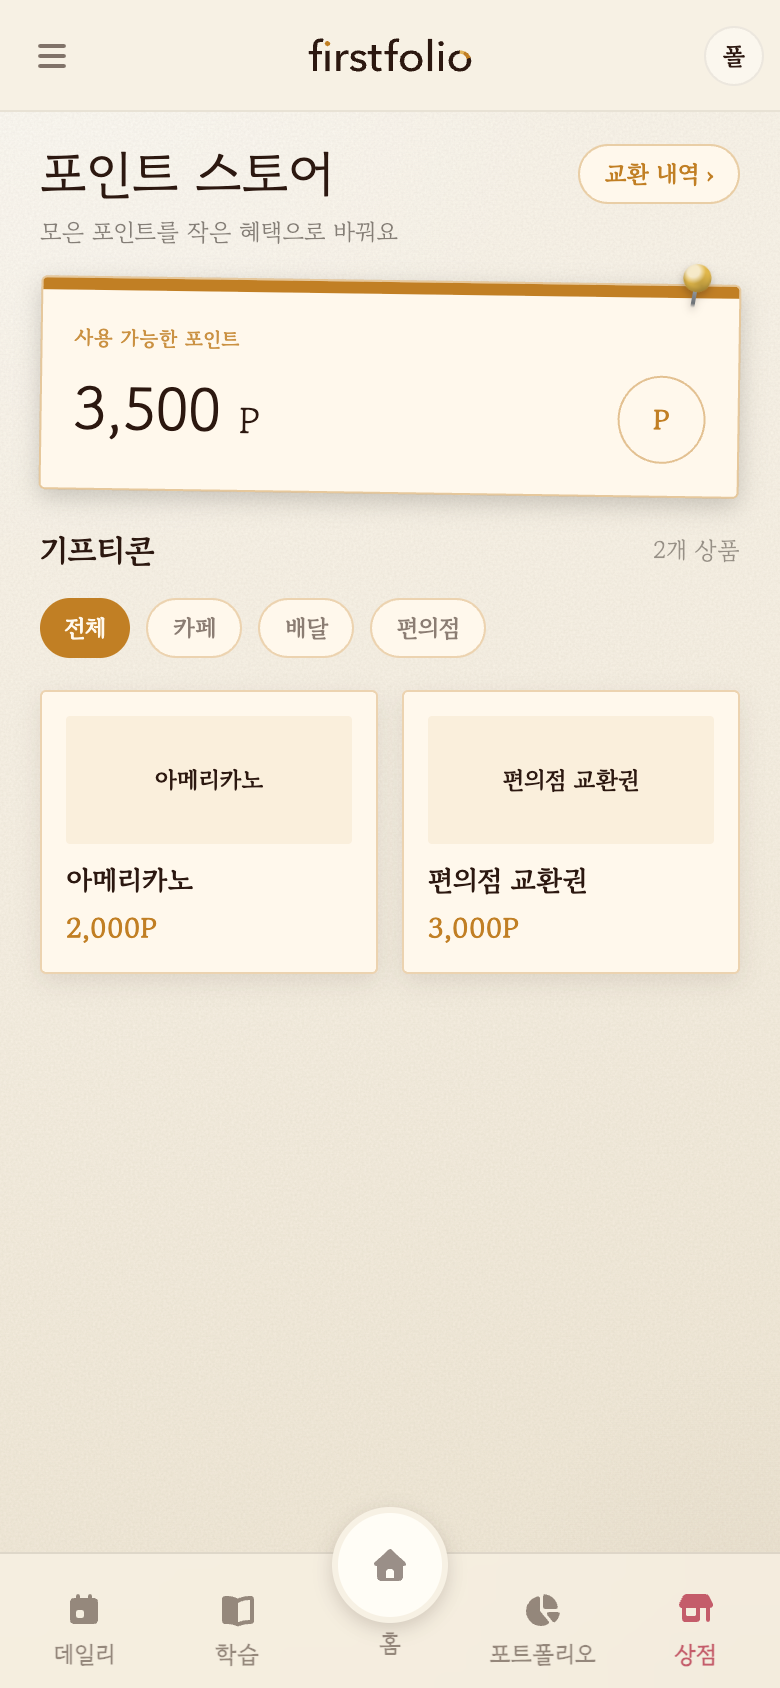 firstfolio
폴
포인트 스토어
교환 내역 ›
모은 포인트를 작은 혜택으로 바꿔요
사용 가능한 포인트
3,500 P
P
기프티콘
2개 상품
전체
카페
배달
편의점
아메리카노
편의점 교환권
아메리카노
편의점 교환권
2,000P
3,000P
데일리
학습
홈
포트폴리오
상점